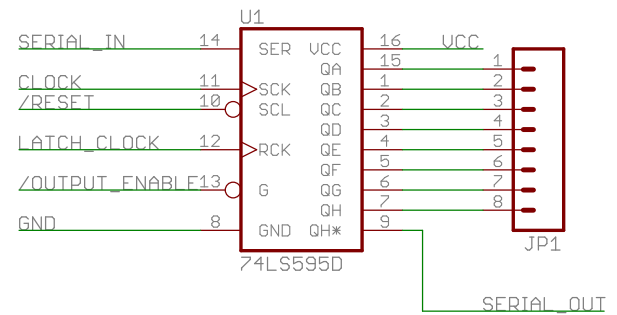 U1
SERIAL_IN 14 SER VCC 16 VCC
QA 15 1
CLOCK 11 SCK QB 1 2
/RESET 10 SCL QC 2 3
QD 3 4
LATCH_CLOCK 12 RCK QE 4 5
QF 5 6
/OUTPUT_ENABLE 13 G QG 6 7
QH 7 8
GND 8 GND QH* 9
JP1
74LS595D
SERIAL_OUT